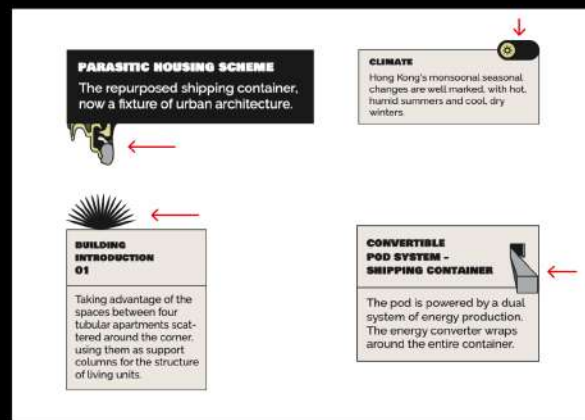 PARASITIC HOUSING SCHEME
The repurposed shipping container,
now a fixture of urban architecture.
CLIMATE
Hong Kong's monsoonal seasonal
changes are well marked, with hot,
humid summers and cool, dry
winters
BUILDING
INTRODUCTION
01
Taking advantage of the
spaces between four
tubular apartments scat-
tered around the corner.
using them as support
columns for the structure
of living units.
CONVERTIBLE
POD SYSTEM -
SHIPPING CONTAINER
The pod is powered by a dual
system of energy production.
The energy converter wraps
around the entire container.